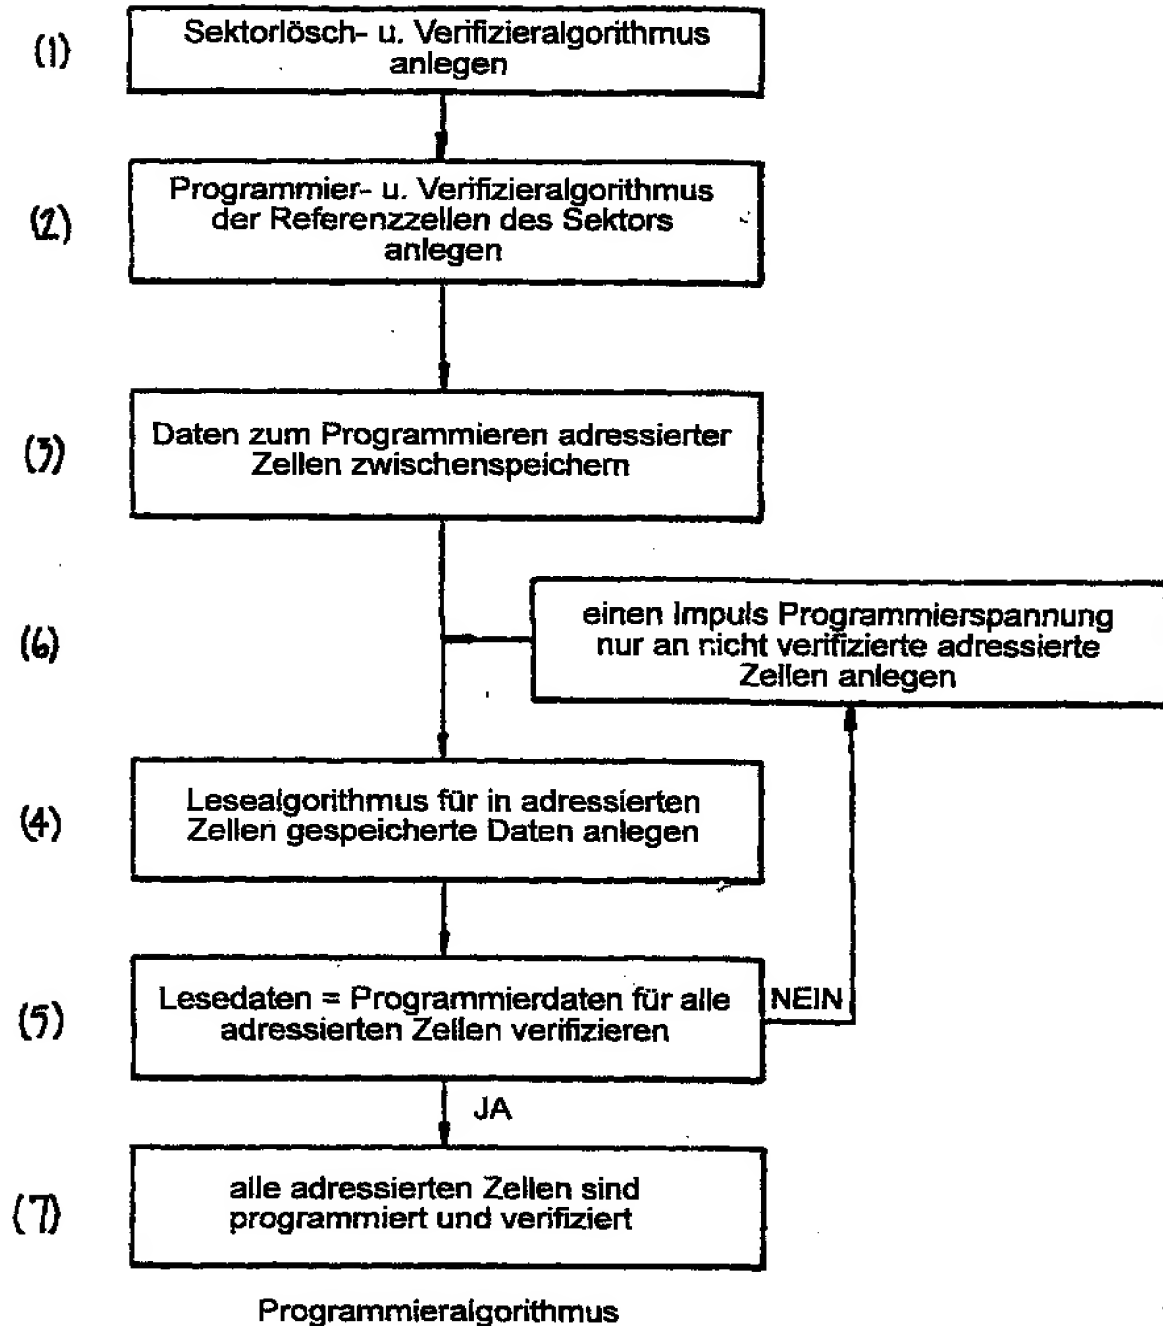 (1)
Sektorlösch- u. Verifizieralgorithmus
anlegen
(2)
Programmier- u. Verifizieralgorithmus
der Referenzzellen des Sektors
anlegen
(3)
Daten zum Programmieren adressierter
Zellen zwischenspeichern
(6)
einen Impuls Programmierspannung
nur an nicht verifizierte adressierte
Zellen anlegen
(4)
Lesealgorithmus für in adressierten
Zellen gespeicherte Daten anlegen
(5)
Lesedaten = Programmierdaten für alle
adressierten Zellen verifizieren
NEIN
JA
(7)
alle adressierten Zellen sind
programmiert und verifiziert
Programmieralgorithmus